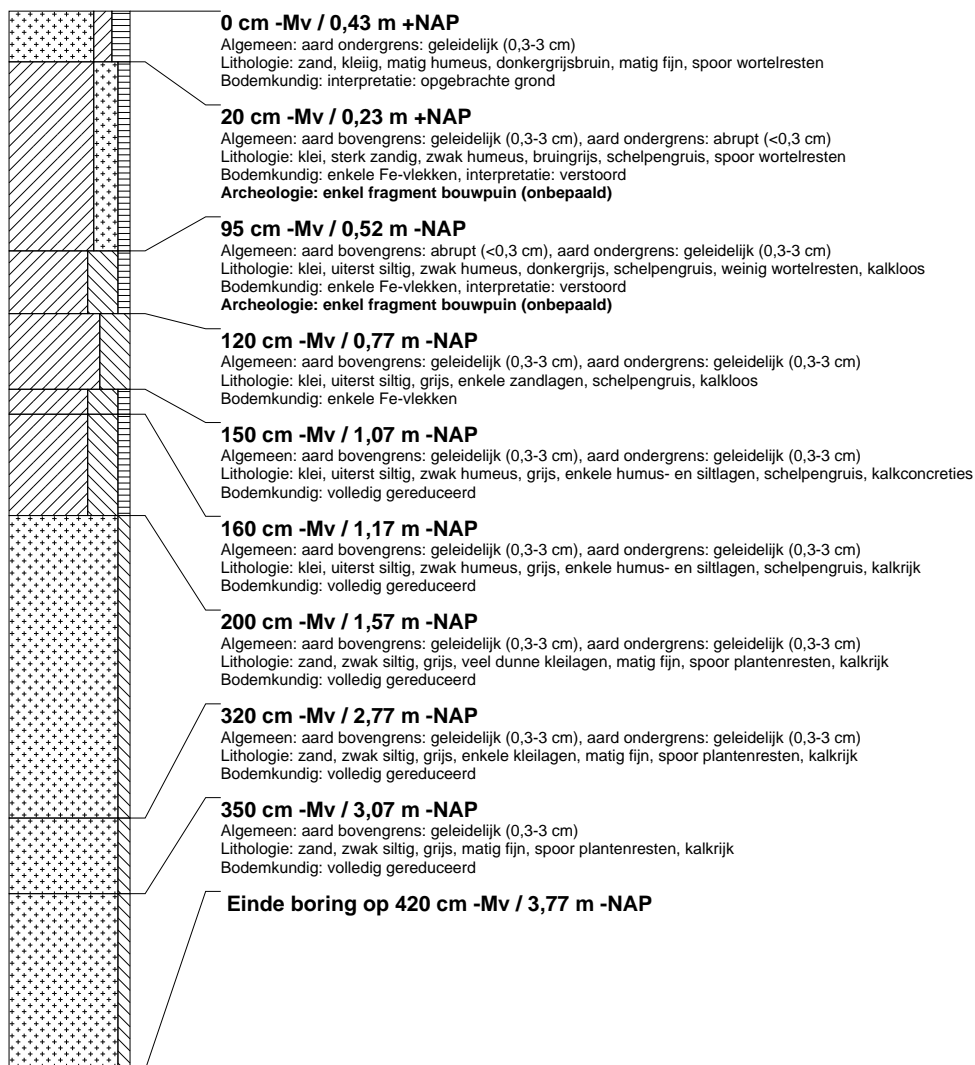 0 cm -Mv / 0,43 m +NAP
Algemeen: aard ondergrens: geleidelijk (0,3-3 cm)
Lithologie: zand, kleiig, matig humeus, donkergrijsbruin, matig fijn, spoor wortelresten
Bodemkundig: interpretatie: opgebrachte grond
20 cm -Mv / 0,23 m +NAP
Algemeen: aard bovengrens: geleidelijk (0,3-3 cm), aard ondergrens: abrupt (<0,3 cm)
Lithologie: klei, sterk zandig, zwak humeus, bruingrijs, schelpengruis, spoor wortelresten
Bodemkundig: enkele Fe-vlekken, interpretatie: verstoord
Archeologie: enkel fragment bouwpuin (onbepaald)
95 cm -Mv / 0,52 m -NAP
Algemeen: aard bovengrens: abrupt (<0,3 cm), aard ondergrens: geleidelijk (0,3-3 cm)
Lithologie: klei, uiterst siltig, zwak humeus, donkergrijs, schelpengruis, weinig wortelresten, kalkloos
Bodemkundig: enkele Fe-vlekken, interpretatie: verstoord
Archeologie: enkel fragment bouwpuin (onbepaald)
120 cm -Mv / 0,77 m -NAP
Algemeen: aard bovengrens: geleidelijk (0,3-3 cm), aard ondergrens: geleidelijk (0,3-3 cm)
Lithologie: klei, uiterst siltig, grijs, enkele zandlagen, schelpengruis, kalkloos
Bodemkundig: enkele Fe-vlekken
150 cm -Mv / 1,07 m -NAP
Algemeen: aard bovengrens: geleidelijk (0,3-3 cm), aard ondergrens: geleidelijk (0,3-3 cm)
Lithologie: klei, uiterst siltig, zwak humeus, grijs, enkele humus- en siltlagen, schelpengruis, kalkconcreties
Bodemkundig: volledig gereduceerd
160 cm -Mv / 1,17 m -NAP
Algemeen: aard bovengrens: geleidelijk (0,3-3 cm), aard ondergrens: geleidelijk (0,3-3 cm)
Lithologie: klei, uiterst siltig, zwak humeus, grijs, enkele humus- en siltlagen, schelpengruis, kalkrijk
Bodemkundig: volledig gereduceerd
200 cm -Mv / 1,57 m -NAP
Algemeen: aard bovengrens: geleidelijk (0,3-3 cm), aard ondergrens: geleidelijk (0,3-3 cm)
Lithologie: zand, zwak siltig, grijs, veel dunne kleilagen, matig fijn, spoor plantenresten, kalkrijk
Bodemkundig: volledig gereduceerd
320 cm -Mv / 2,77 m -NAP
Algemeen: aard bovengrens: geleidelijk (0,3-3 cm), aard ondergrens: geleidelijk (0,3-3 cm)
Lithologie: zand, zwak siltig, grijs, enkele kleilagen, matig fijn, spoor plantenresten, kalkrijk
Bodemkundig: volledig gereduceerd
350 cm -Mv / 3,07 m -NAP
Algemeen: aard bovengrens: geleidelijk (0,3-3 cm)
Lithologie: zand, zwak siltig, grijs, matig fijn, spoor plantenresten, kalkrijk
Bodemkundig: volledig gereduceerd
Einde boring op 420 cm -Mv / 3,77 m -NAP